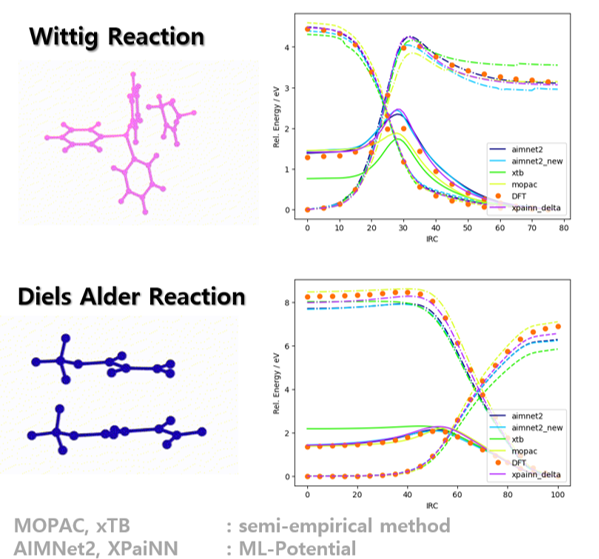 Wittig Reaction
Rel. Energy / eV
4
3
2
1
0
0 10 20 30 40 50 60 70 80
IRC
aimnet2
aimnet2_new
xtb
mopac
DFT
xpainn_delta
Diels Alder Reaction
Rel. Energy / eV
8
6
4
2
0
0 20 40 60 80 100
IRC
aimnet2
aimnet2_new
xtb
mopac
DFT
xpainn_delta
MOPAC, xTB : semi-empirical method
AIMNet2, XPaiNN : ML-Potential